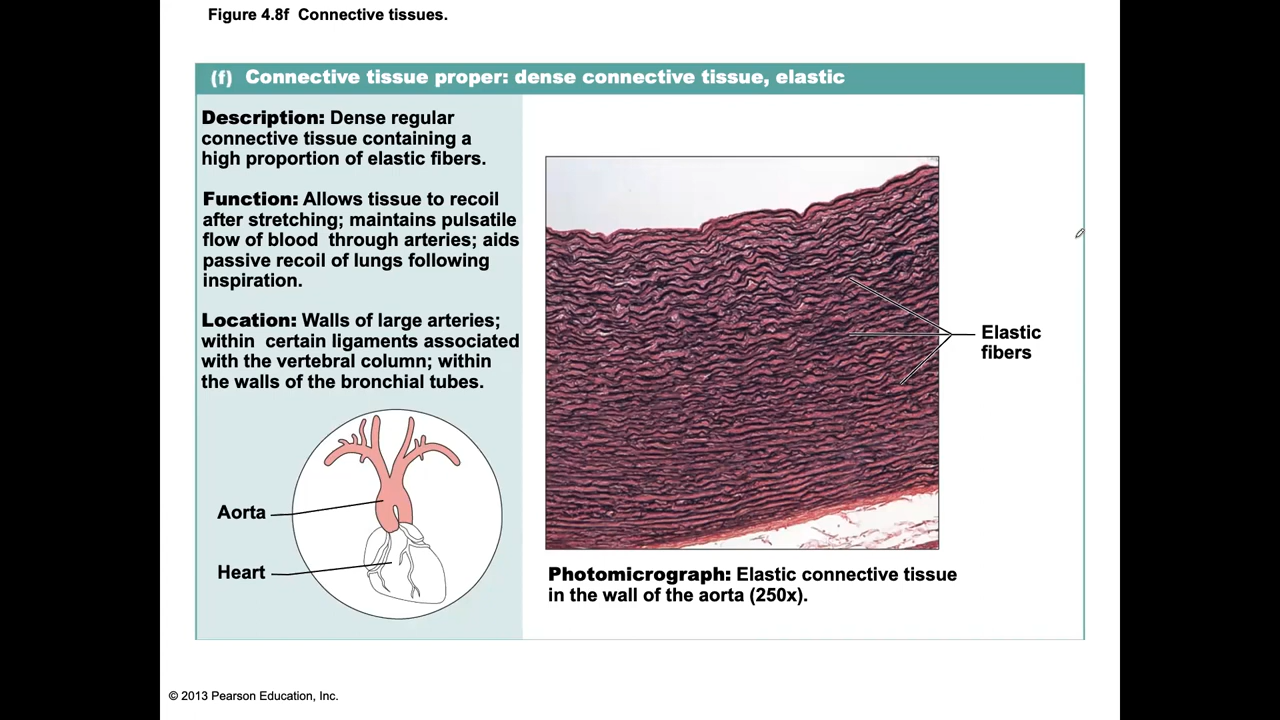 Figure 4.8f Connective tissues.
(f) Connective tissue proper: dense connective tissue, elastic
Description: Dense regular
connective tissue containing a
high proportion of elastic fibers.
Function: Allows tissue to recoil
after stretching; maintains pulsatile
flow of blood through arteries; aids
passive recoil of lungs following
inspiration.
Location: Walls of large arteries;
within certain ligaments associated
with the vertebral column; within
the walls of the bronchial tubes.
Aorta
Heart
Elastic
fibers
Photomicrograph: Elastic connective tissue
in the wall of the aorta (250x).
© 2013 Pearson Education, Inc.